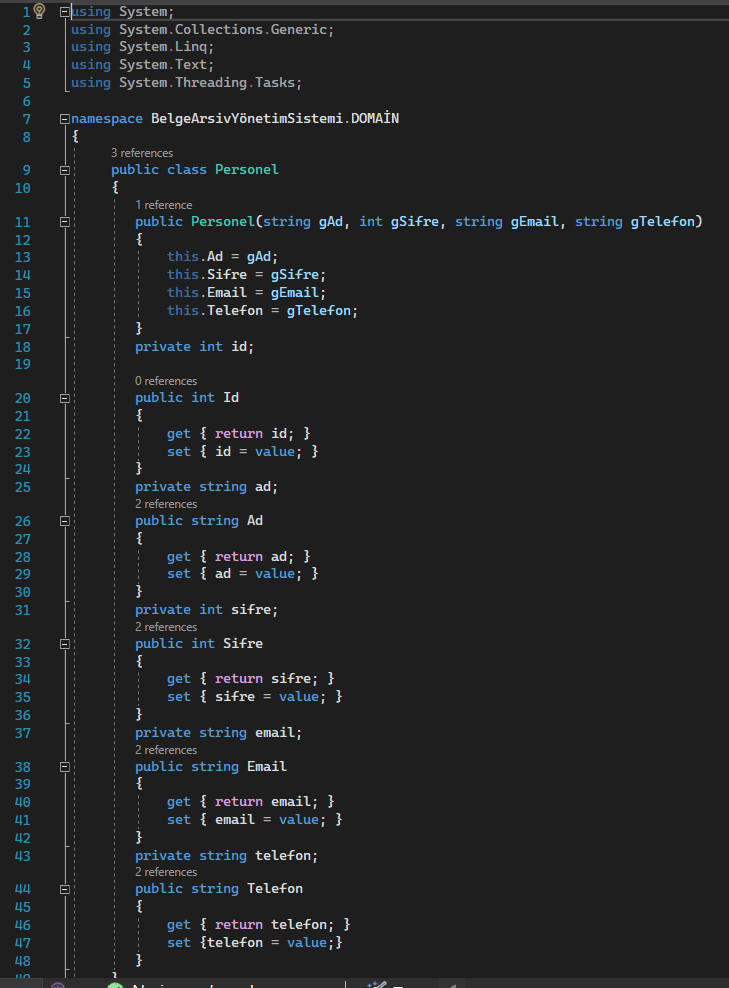 1 using System;
2 using System.Collections.Generic;
3 using System.Linq;
4 using System.Text;
5 using System.Threading.Tasks;
6
7 namespace BelgeArsivYönetimSistemi.DOMAİN
8 {
3 references
9 public class Personel
10 {
1 reference
11 public Personel(string gAd, int gSifre, string gEmail, string gTelefon)
12 {
13 this.Ad = gAd;
14 this.Sifre = gSifre;
15 this.Email = gEmail;
16 this.Telefon = gTelefon;
17 }
18 private int id;
19
0 references
20 public int Id
21 {
22 get { return id; }
23 set { id = value; }
24 }
25 private string ad;
2 references
26 public string Ad
27 {
28 get { return ad; }
29 set { ad = value; }
30 }
31 private int sifre;
2 references
32 public int Sifre
33 {
34 get { return sifre; }
35 set { sifre = value; }
36 }
37 private string email;
2 references
38 public string Email
39 {
40 get { return email; }
41 set { email = value; }
42 }
43 private string telefon;
2 references
44 public string Telefon
45 {
46 get { return telefon; }
47 set {telefon = value;}
48 }
49 }